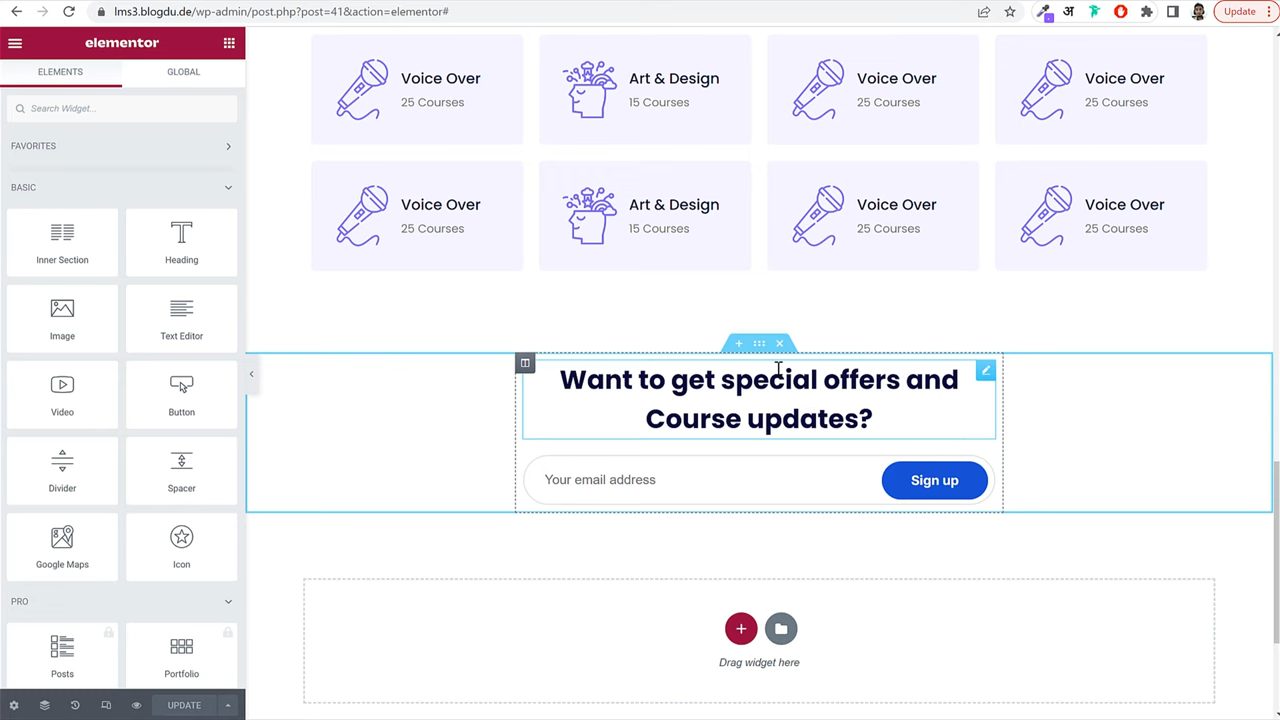 lms3.blogdu.de/wp-admin/post.php?post=41&action=elementor#
अ
Update
elementor
ELEMENTS
GLOBAL
Search Widget...
FAVORITES
BASIC
Inner Section
Heading
Image
Text Editor
Video
Button
Divider
Spacer
Google Maps
Icon
PRO
Posts
Portfolio
UPDATE
Voice Over
25 Courses
Art & Design
15 Courses
Voice Over
25 Courses
Voice Over
25 Courses
Voice Over
25 Courses
Art & Design
15 Courses
Voice Over
25 Courses
Voice Over
25 Courses
Want to get special offers and
Course updates?
Your email address
Sign up
Drag widget here